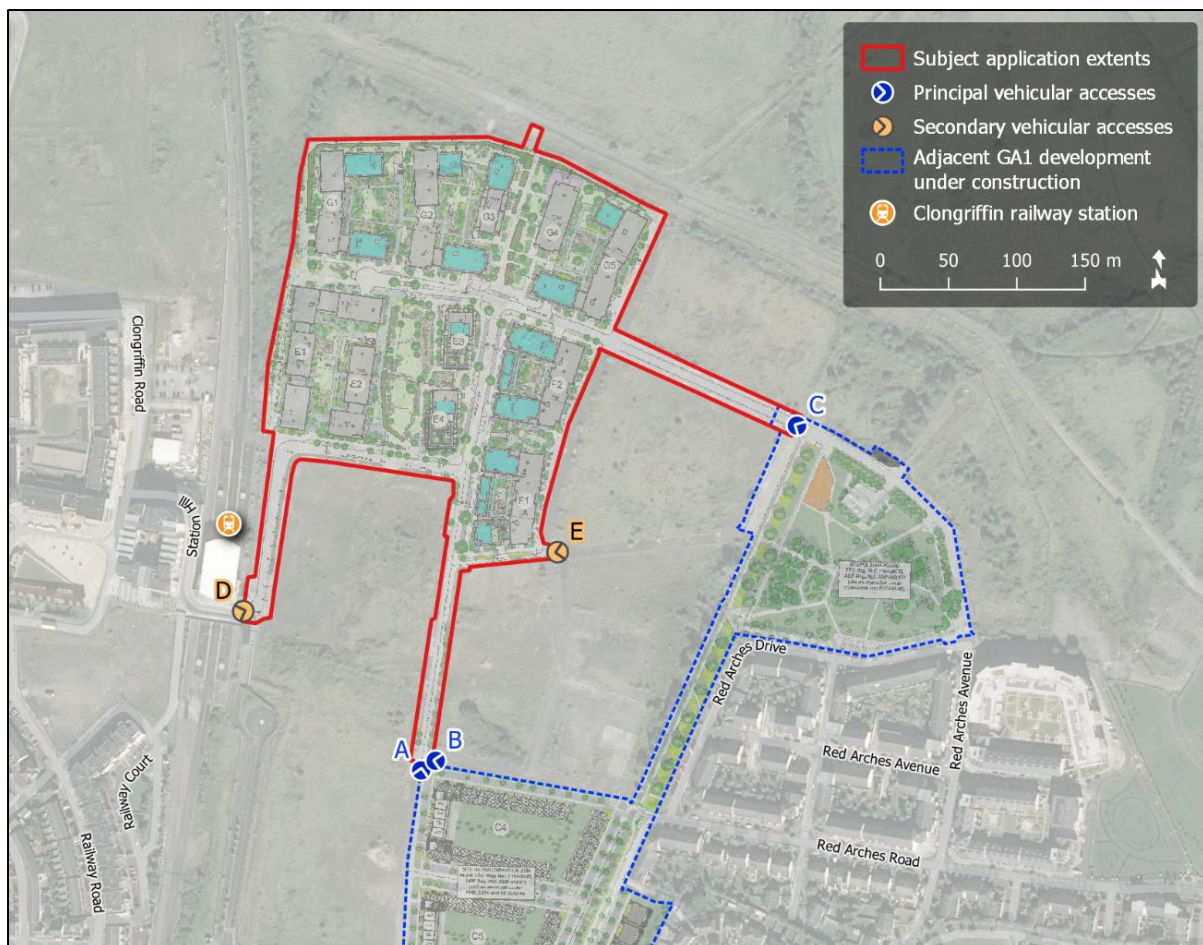 Subject application extents
Principal vehicular accesses
Secondary vehicular accesses
Adjacent GA1 development
under construction
Clongriffin railway station
0 50 100 150 m
G1
G2
G3
G4
G5
Clongriffin Road
E1
E2
E3
E4
F2
F1
C
Station Hill
E
D
Red Arches Drive
Red Arches Avenue
Red Arches Avenue
A
B
Railway Court
Railway Road
Red Arches Road
C4
C5